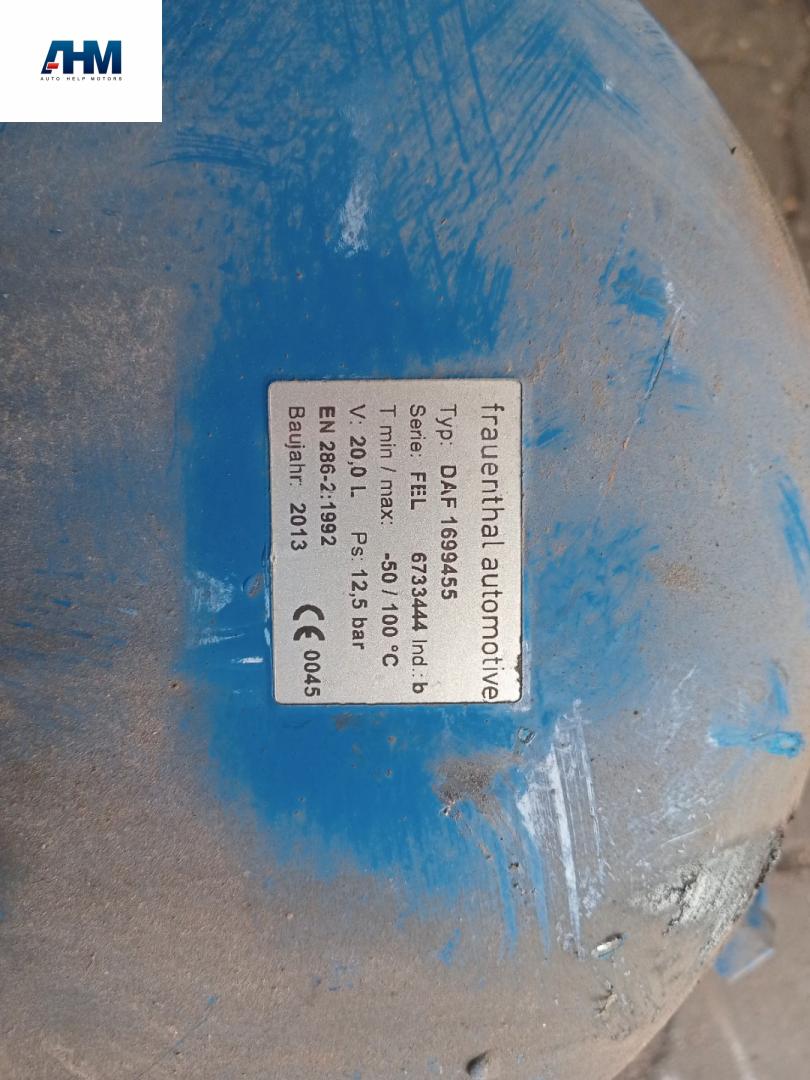 AHM
AUTO HELP MOTORS
frauenthal automotive
Typ: DAF 1699455
Serie: FEL 6733444 Ind.: b
T min / max: -50 / 100 °C
V: 20,0 L Ps: 12,5 bar
EN 286-2:1992
Baujahr: 2013 CE 0045